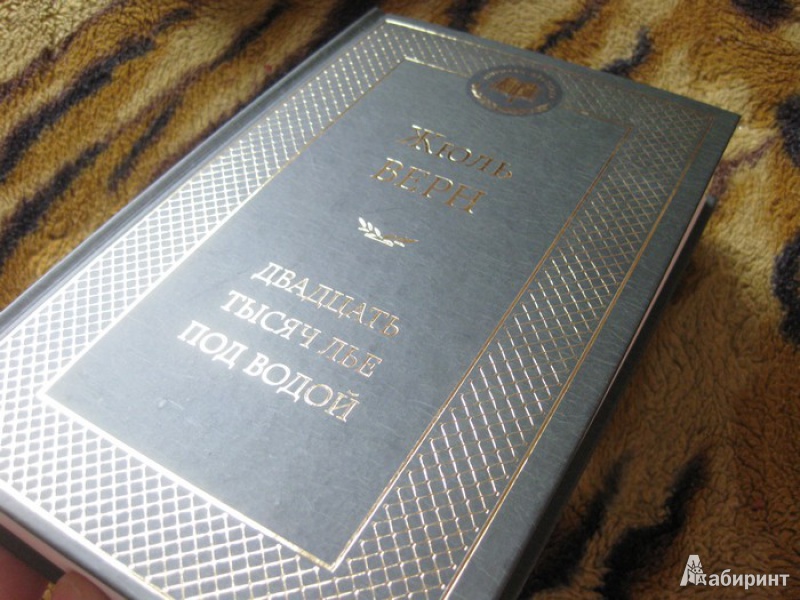 Жюль
ВЕРН
ДВАДЦАТЬ
ТЫСЯЧ ЛЬЕ
ПОД ВОДОЙ
Лабиринт